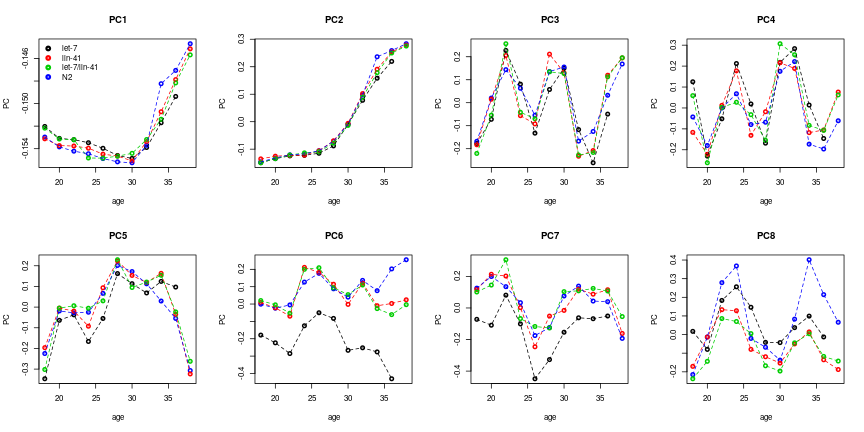 PC1
PC
-0.154 -0.150 -0.146
let-7
lin-41
let-7/lin-41
N2
20 25 30 35
age
PC2
PC
-0.1 0.0 0.1 0.2 0.3
20 25 30 35
age
PC3
PC
-0.2 -0.1 0.0 0.1 0.2
20 25 30 35
age
PC4
PC
-0.2 -0.1 0.0 0.1 0.2 0.3
20 25 30 35
age
PC5
PC
-0.3 -0.2 -0.1 0.0 0.1 0.2
20 25 30 35
age
PC6
PC
-0.4 -0.2 0.0 0.1 0.2
20 25 30 35
age
PC7
PC
-0.4 -0.2 0.0 0.2
20 25 30 35
age
PC8
PC
-0.2 0.0 0.1 0.2 0.3 0.4
20 25 30 35
age